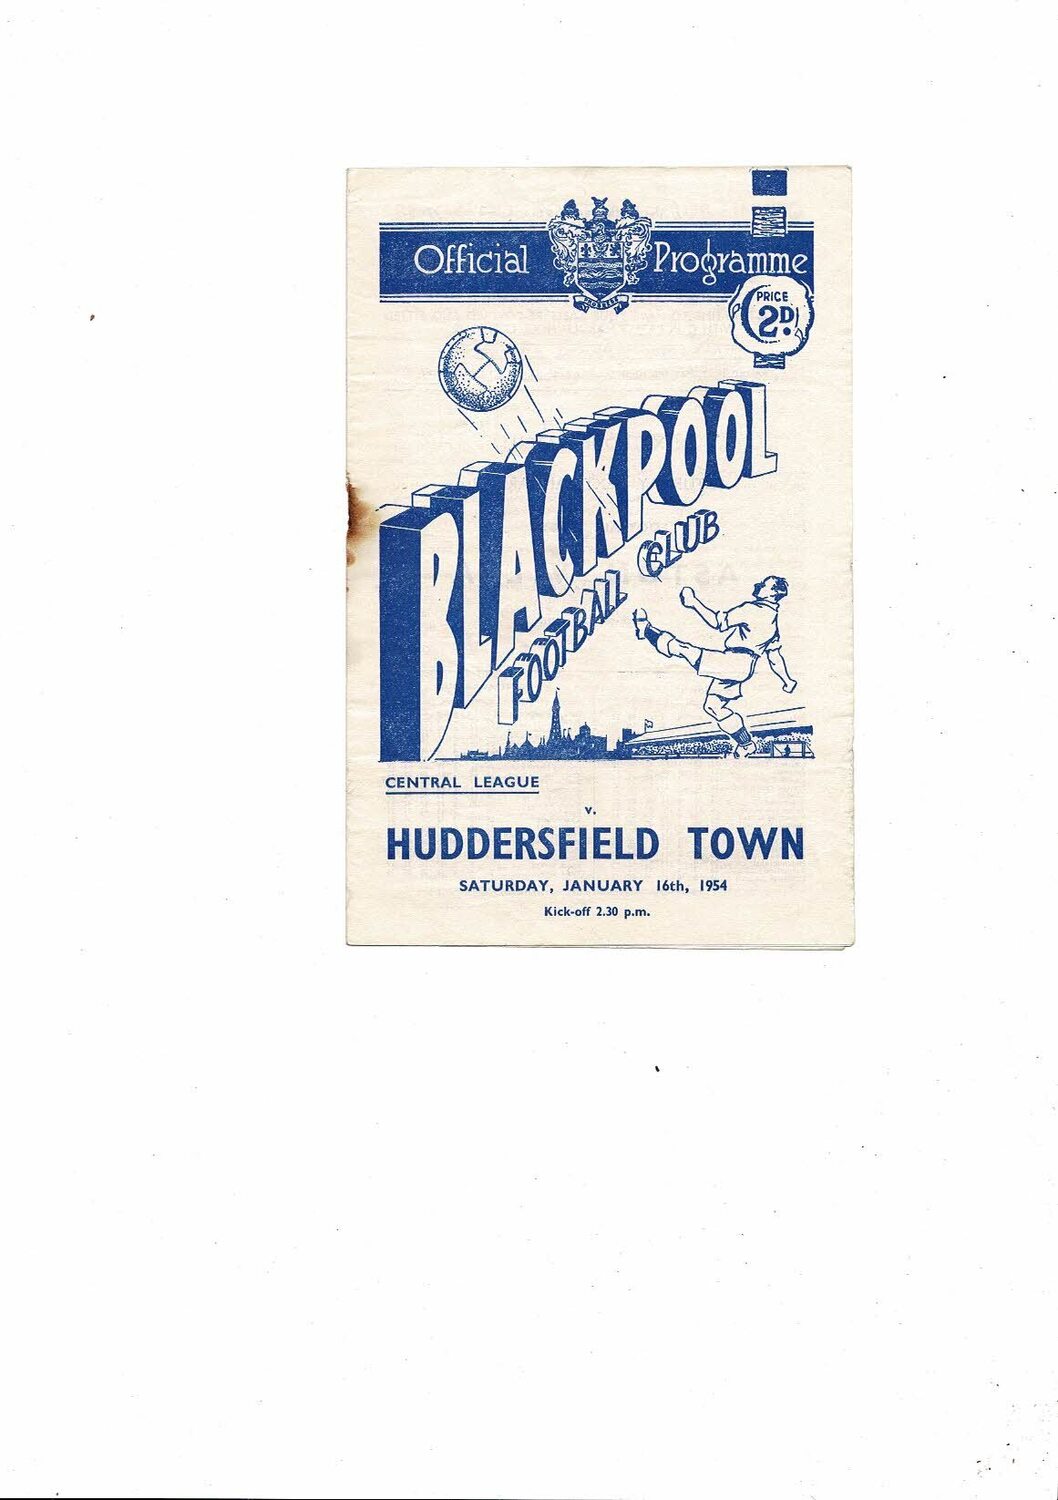 Official Programme
PRICE
2D.
BLACKPOOL
FOOTBALL CLUB
CENTRAL LEAGUE
v.
HUDDERSFIELD TOWN
SATURDAY, JANUARY 16th, 1954
Kick-off 2.30 p.m.